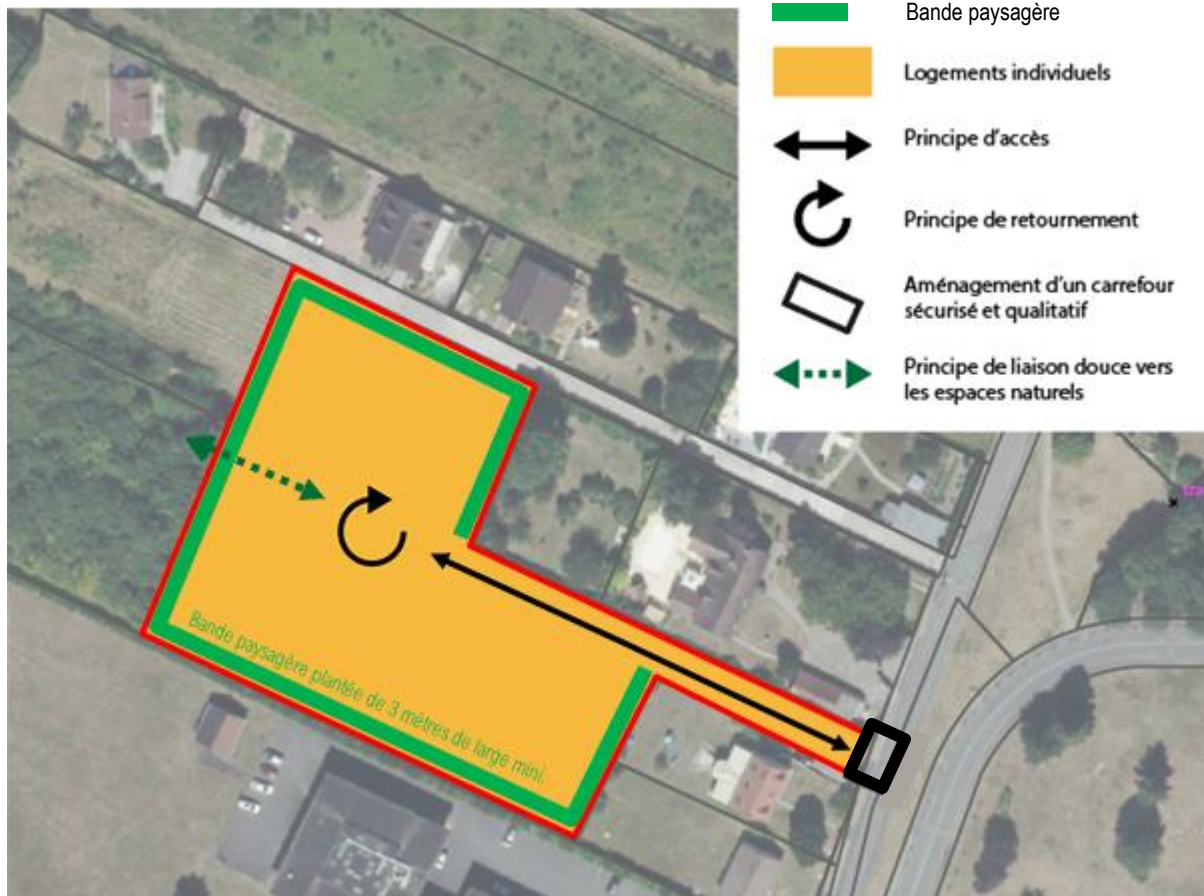 Bande paysagère
Logements individuels
Principe d'accès
Principe de retournement
Aménagement d'un carrefour
sécurisé et qualitatif
Principe de liaison douce vers
les espaces naturels
Bande paysagère plantée de 3 mètres de large mini.